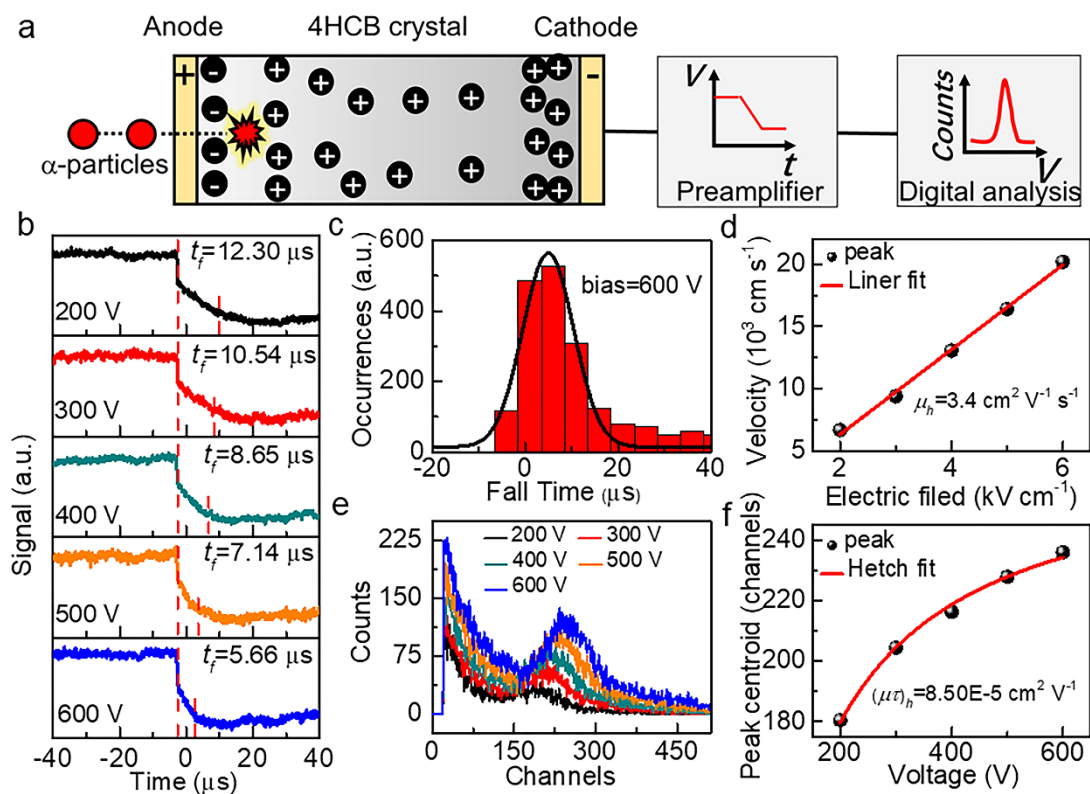 a
Anode 4HCB crystal Cathode
α-particles
V
t
Preamplifier
Counts
V
Digital analysis
b
Signal (a.u.)
t_f=12.30 μs
200 V
t_f=10.54 μs
300 V
t_f=8.65 μs
400 V
t_f=7.14 μs
500 V
t_f=5.66 μs
600 V
-40 -20 0 20 40
Time (μs)
c
Occurrences (a.u.)
600
400
200
0
bias=600 V
-20 0 20 40
Fall Time (μs)
d
Velocity (10³ cm s⁻¹)
20
15
10
5
peak
Liner fit
μ_h=3.4 cm² V⁻¹ s⁻¹
2 4 6
Electric filed (kV cm⁻¹)
e
Counts
225
150
75
0
200 V 300 V
400 V 500 V
600 V
0 150 300 450
Channels
f
Peak centroid (channels)
240
220
200
180
peak
Hetch fit
(μτ)_h=8.50E-5 cm² V⁻¹
200 400 600
Voltage (V)